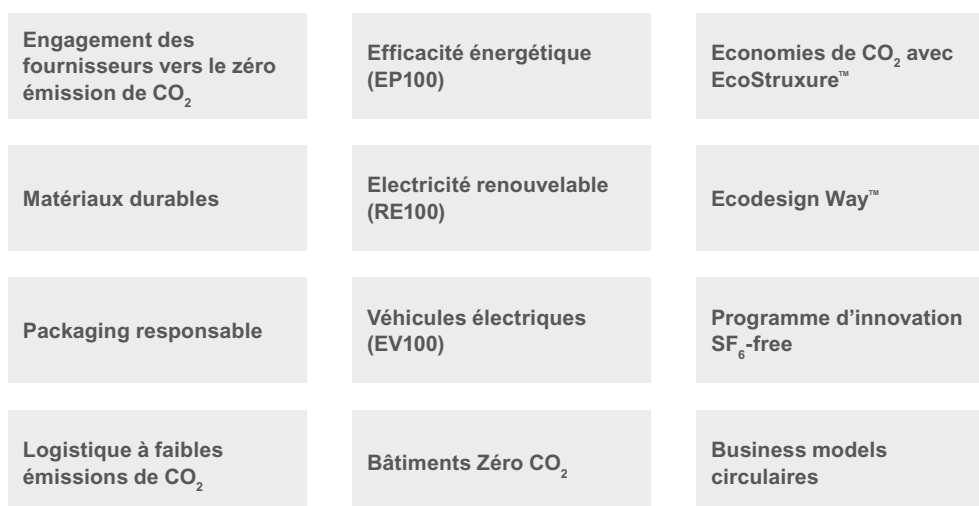 Engagement des
fournisseurs vers le zéro
émission de CO₂
Efficacité énergétique
(EP100)
Economies de CO₂ avec
EcoStruxure™
Matériaux durables
Electricité renouvelable
(RE100)
Ecodesign Way™
Packaging responsable
Véhicules électriques
(EV100)
Programme d’innovation
SF₆-free
Logistique à faibles
émissions de CO₂
Bâtiments Zéro CO₂
Business models
circulaires